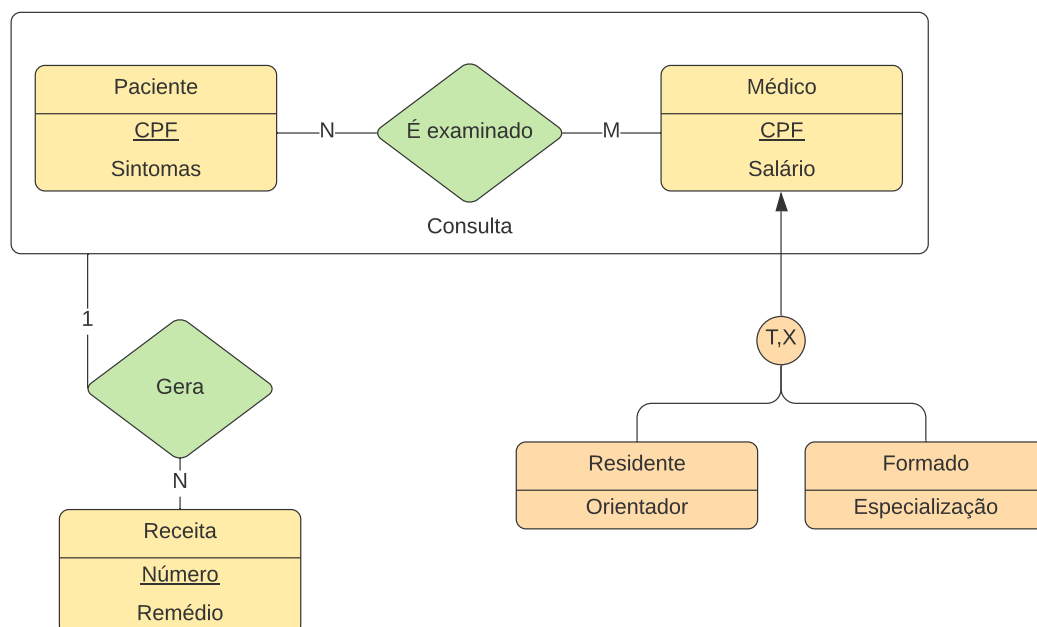 Paciente
CPF
Sintomas
N
É examinado
M
Médico
CPF
Salário
Consulta
1
Gera
N
Receita
Número
Remédio
T,X
Residente
Orientador
Formado
Especialização